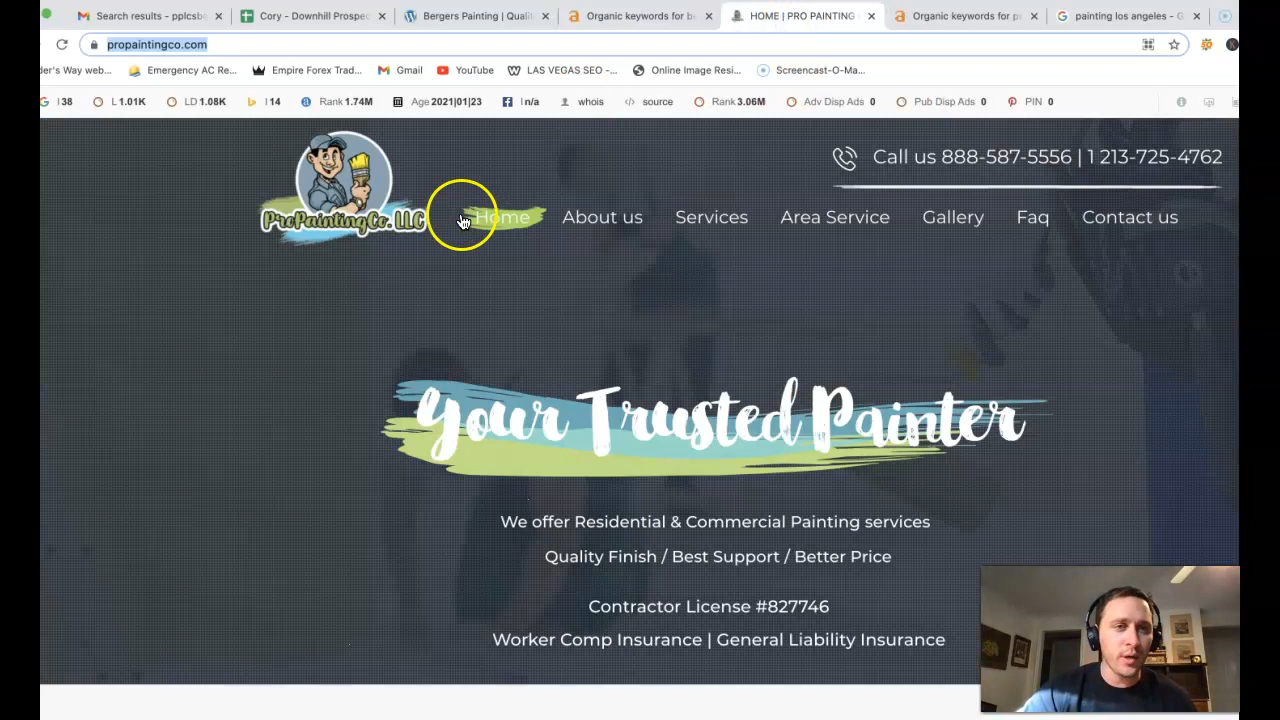 Search results - pplcsb
Cory - Downhill Prospec
Bergers Painting | Qualit
Organic keywords for b
HOME | PRO PAINTING
Organic keywords for p
painting los angeles - G
propaintingco.com
der's Way web...
Emergency AC Re...
Empire Forex Trad...
Gmail
YouTube
LAS VEGAS SEO -...
Online Image Resi...
Screencast-O-Ma...
I 38
L 1.01K
LD 1.08K
I 14
Rank 1.74M
Age 2021|01|23
I n/a
whois
source
Rank 3.06M
Adv Disp Ads 0
Pub Disp Ads 0
PIN 0
ProPaintingCo. LLC
Call us 888-587-5556 | 1 213-725-4762
Home
About us
Services
Area Service
Gallery
Faq
Contact us
Your Trusted Painter
We offer Residential & Commercial Painting services
Quality Finish / Best Support / Better Price
Contractor License #827746
Worker Comp Insurance | General Liability Insurance